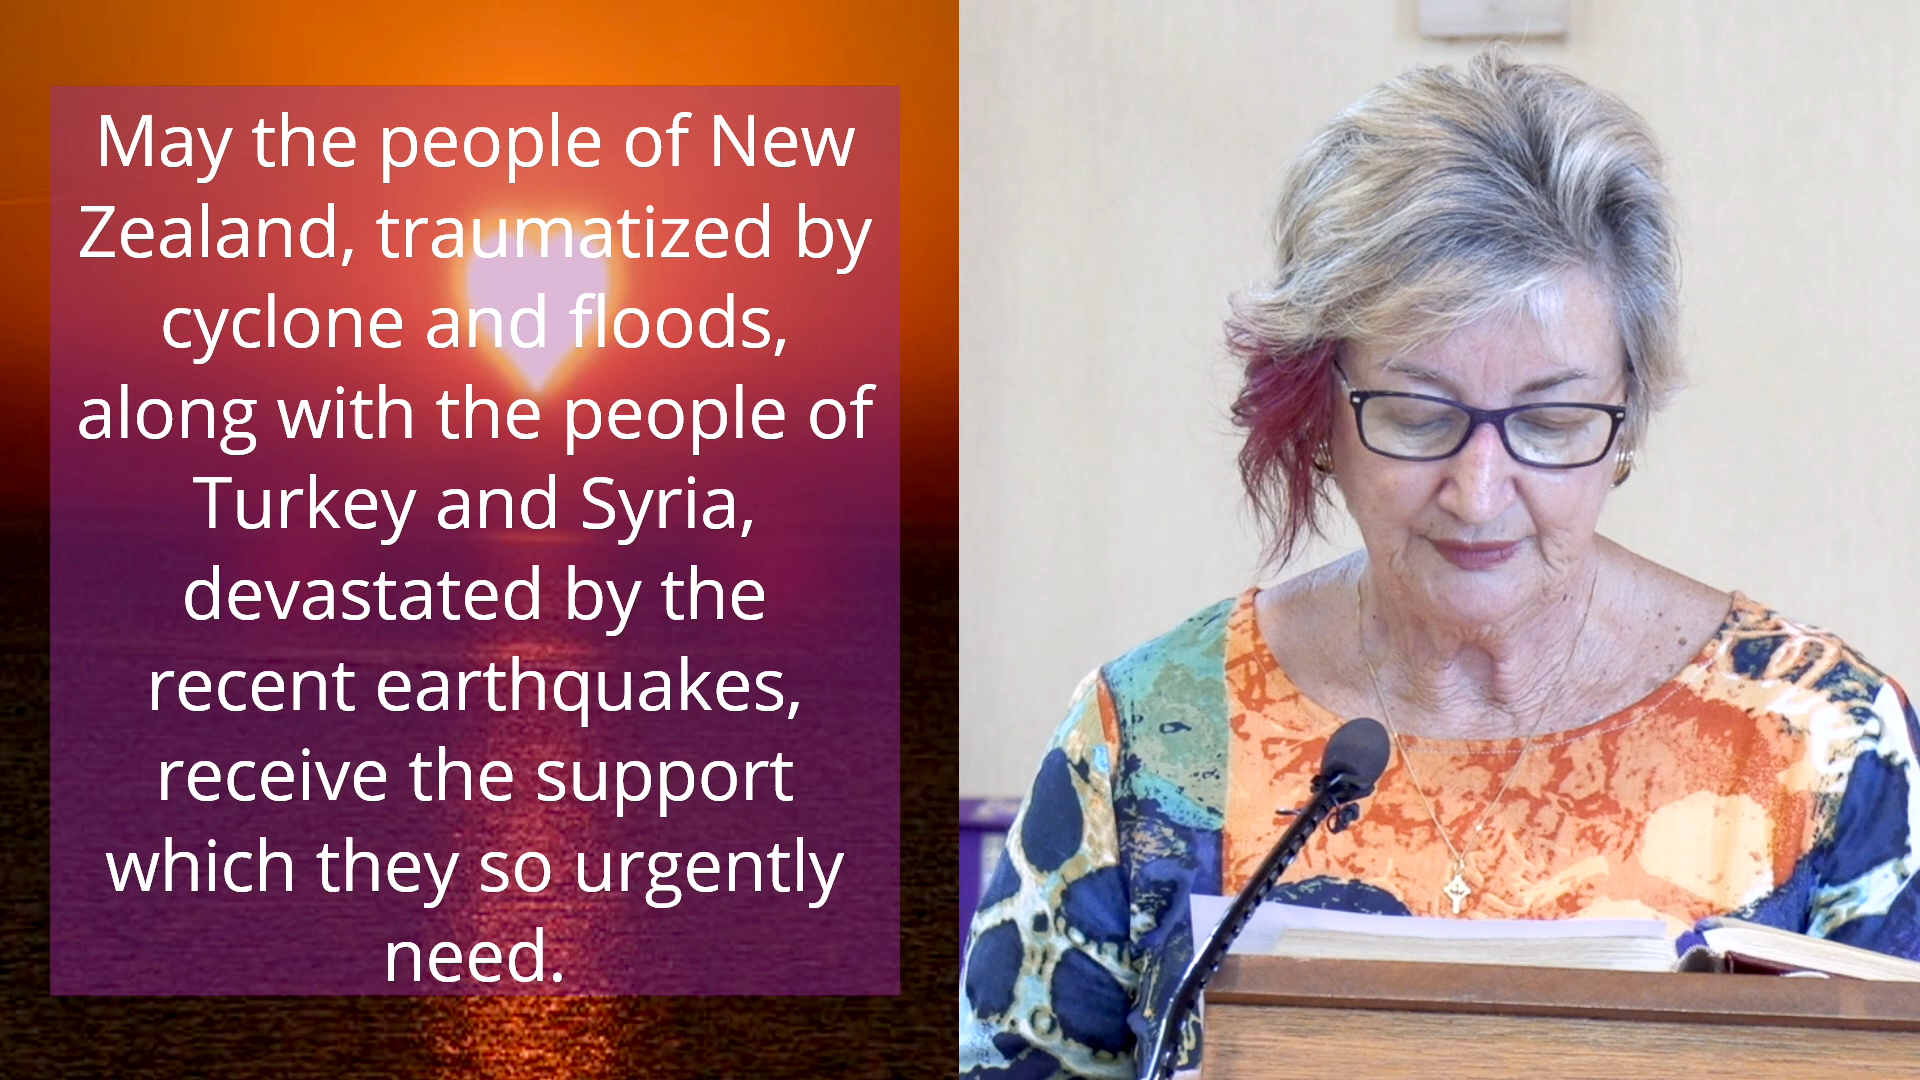 May the people of New
Zealand, traumatized by
cyclone and floods,
along with the people of
Turkey and Syria,
devastated by the
recent earthquakes,
receive the support
which they so urgently
need.